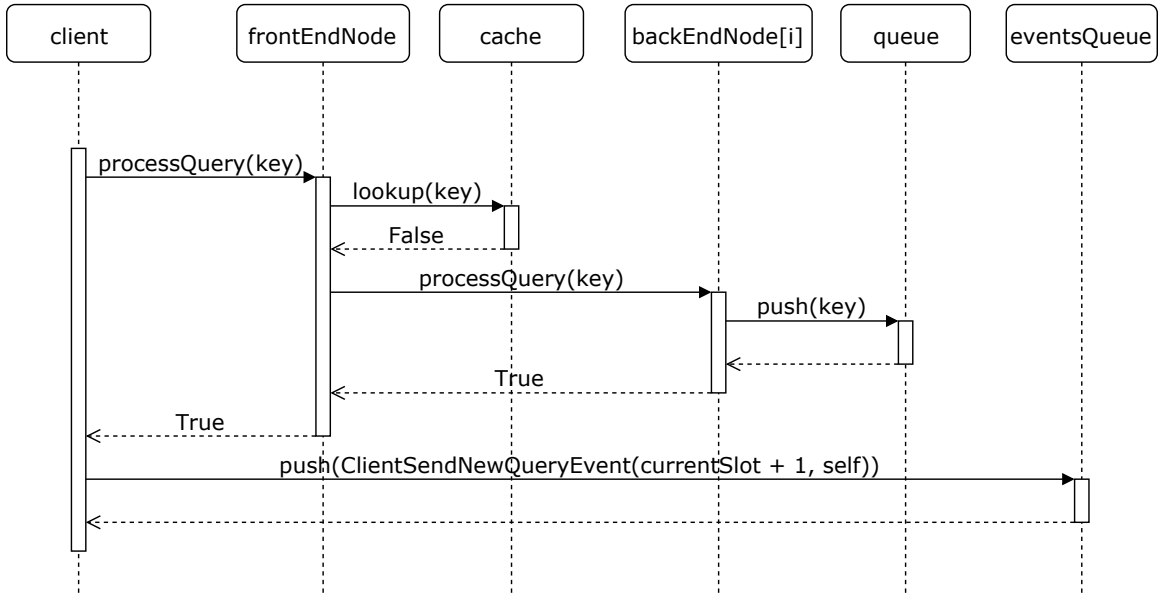 client
frontEndNode
cache
backEndNode[i]
queue
eventsQueue
processQuery(key)
lookup(key)
False
processQuery(key)
push(key)
True
True
push(ClientSendNewQueryEvent(currentSlot + 1, self))